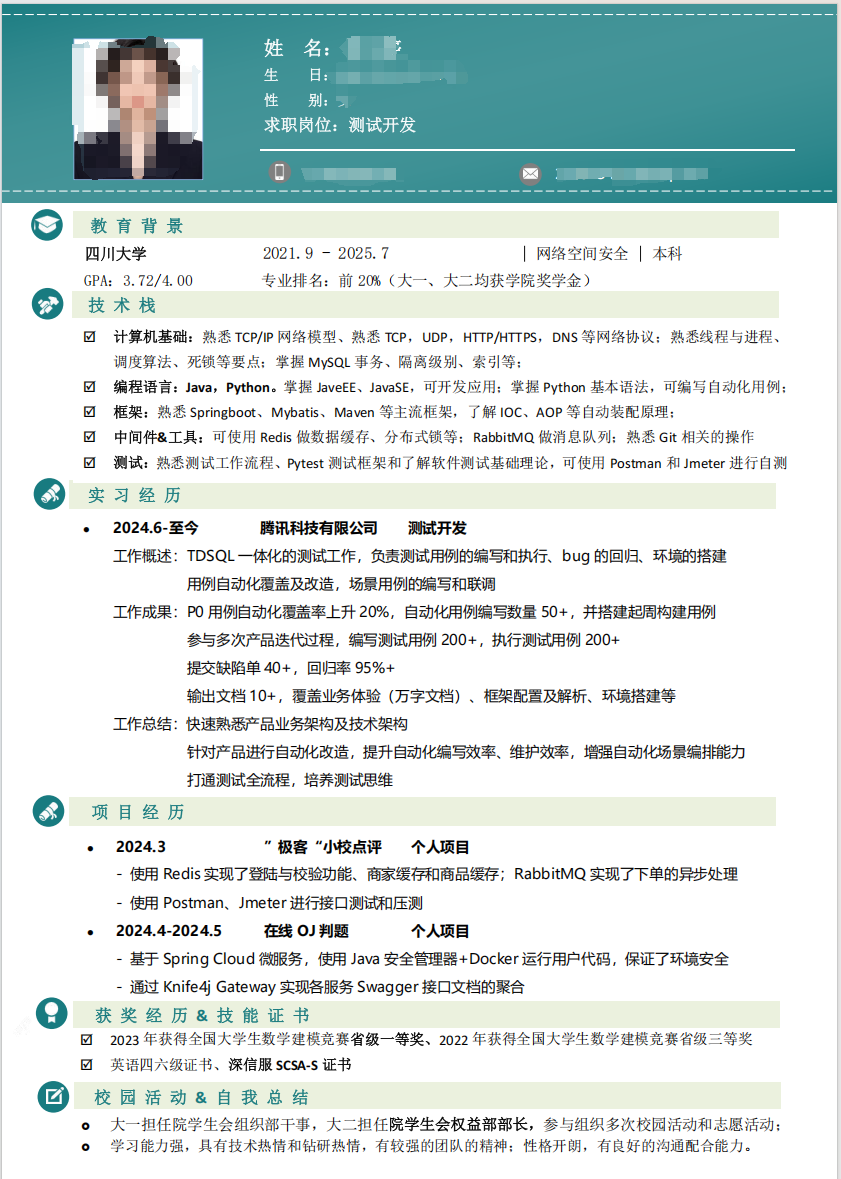 姓 名：
生 日：
性 别：
求职岗位：测试开发
教育背景
四川大学 2021.9 - 2025.7 | 网络空间安全 | 本科
GPA：3.72/4.00 专业排名：前 20%（大一、大二均获学院奖学金）
技术栈
计算机基础：熟悉 TCP/IP 网络模型、熟悉 TCP，UDP，HTTP/HTTPS，DNS 等网络协议；熟悉线程与进程、
调度算法、死锁等要点；掌握 MySQL 事务、隔离级别、索引等；
编程语言：Java，Python。掌握 JaveEE、JavaSE，可开发应用；掌握 Python 基本语法，可编写自动化用例；
框架：熟悉 Springboot、Mybatis、Maven 等主流框架，了解 IOC、AOP 等自动装配原理；
中间件&工具：可使用 Redis 做数据缓存、分布式锁等；RabbitMQ 做消息队列；熟悉 Git 相关的操作
测试：熟悉测试工作流程、Pytest 测试框架和了解软件测试基础理论，可使用 Postman 和 Jmeter 进行自测
实习经历
2024.6-至今 腾讯科技有限公司 测试开发
工作概述：TDSQL 一体化的测试工作，负责测试用例的编写和执行、bug 的回归、环境的搭建
用例自动化覆盖及改造，场景用例的编写和联调
工作成果：P0 用例自动化覆盖率上升 20%，自动化用例编写数量 50+，并搭建起周构建用例
参与多次产品迭代过程，编写测试用例 200+，执行测试用例 200+
提交缺陷单 40+，回归率 95%+
输出文档 10+，覆盖业务体验（万字文档）、框架配置及解析、环境搭建等
工作总结：快速熟悉产品业务架构及技术架构
针对产品进行自动化改造，提升自动化编写效率、维护效率，增强自动化场景编排能力
打通测试全流程，培养测试思维
项目经历
2024.3 ”极客“小校点评 个人项目
- 使用 Redis 实现了登陆与校验功能、商家缓存和商品缓存；RabbitMQ 实现了下单的异步处理
- 使用 Postman、Jmeter 进行接口测试和压测
2024.4-2024.5 在线 OJ 判题 个人项目
- 基于 Spring Cloud 微服务，使用 Java 安全管理器+Docker 运行用户代码，保证了环境安全
- 通过 Knife4j Gateway 实现各服务 Swagger 接口文档的聚合
获奖经历&技能证书
2023 年获得全国大学生数学建模竞赛省级一等奖、2022 年获得全国大学生数学建模竞赛省级三等奖
英语四六级证书、深信服 SCSA-S 证书
校园活动&自我总结
大一担任院学生会组织部干事，大二担任院学生会权益部部长，参与组织多次校园活动和志愿活动；
学习能力强，具有技术热情和钻研热情，有较强的团队的精神；性格开朗，有良好的沟通配合能力。